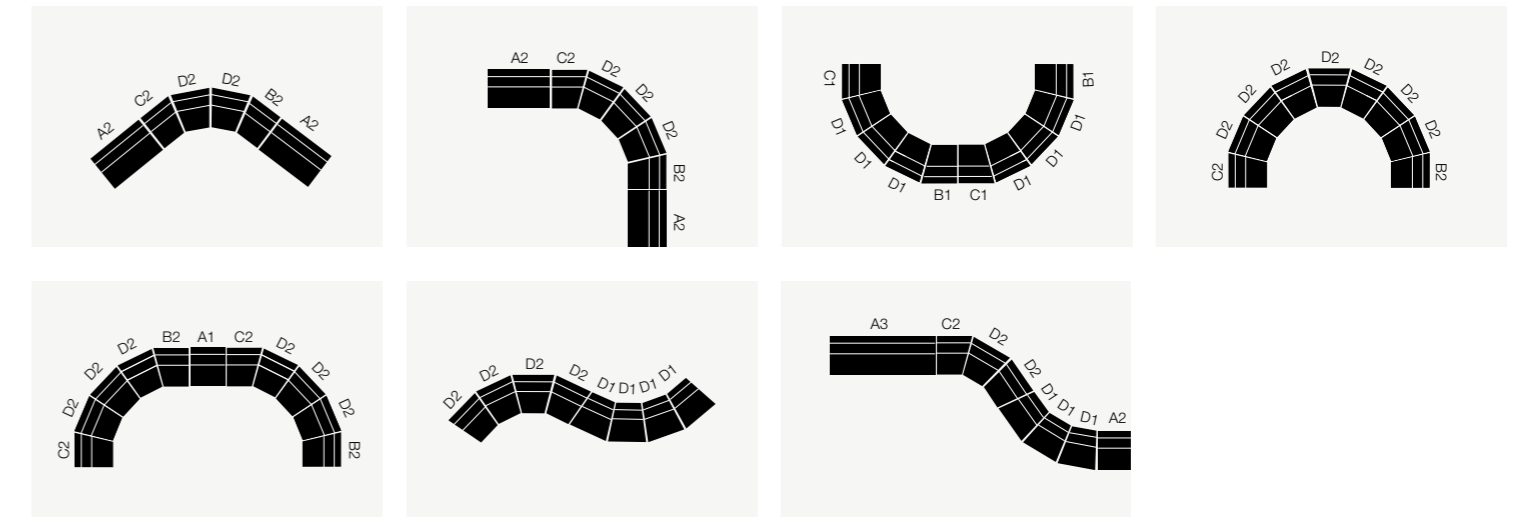 A2 C2 D2 D2 B2 A2
A2 C2 D2 D2 D2 B2 A2
C1 D1 D1 D1 B1 C1 D1 D1 D1 B1
C2 D2 D2 D2 D2 D2 D2 D2 B2
C2 D2 D2 D2 B2 A1 C2 D2 D2 D2 B2
D2 D2 D2 D2 D1 D1 D1 D1
A3 C2 D2 D2 D1 D1 D1 A2